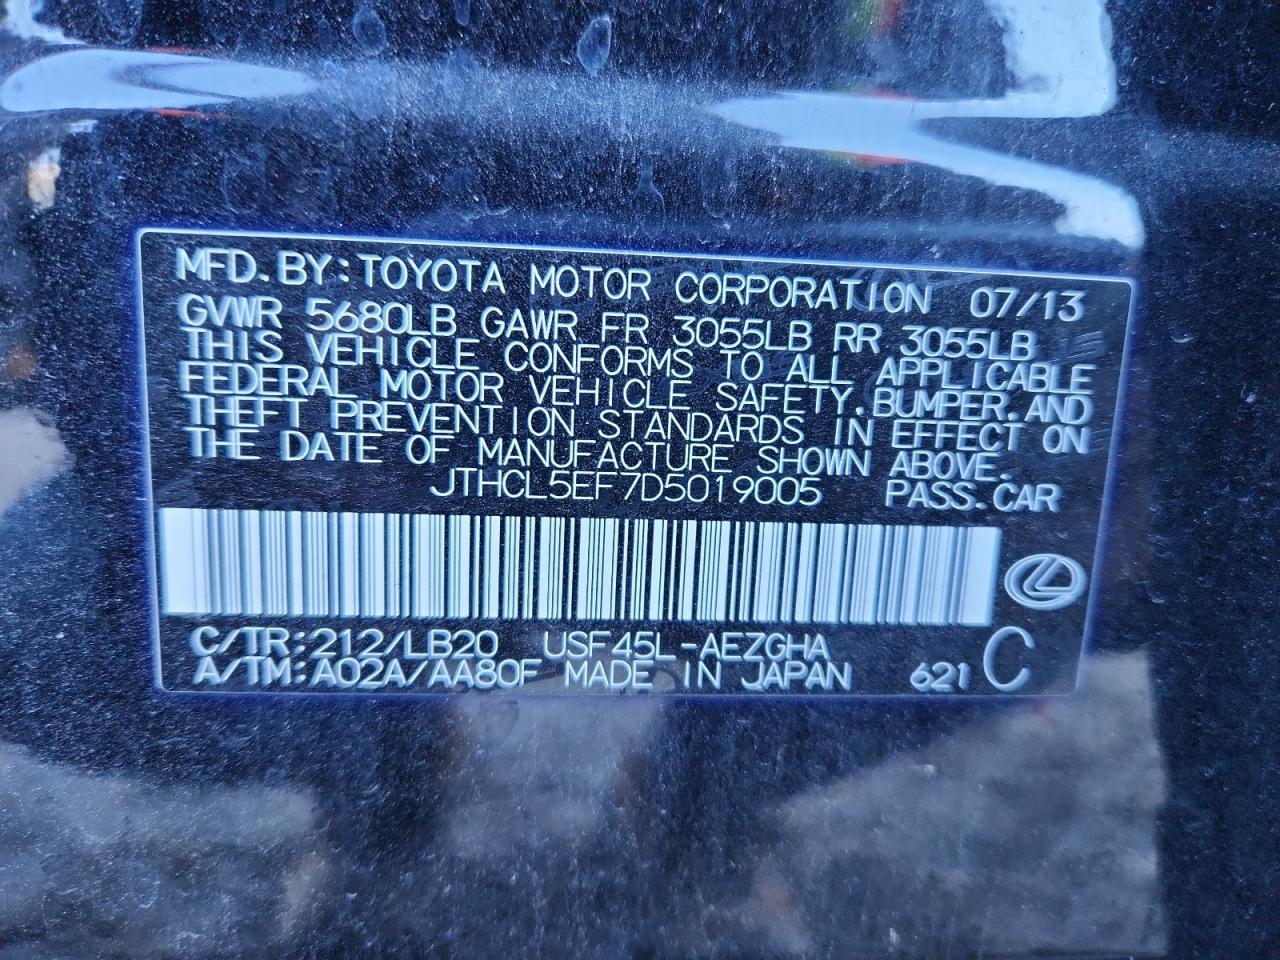 MFD.BY:TOYOTA MOTOR CORPORATION 07/13
GVWR 5680LB GAWR FR 3055LB RR 3055LB
THIS VEHICLE CONFORMS TO ALL APPLICABLE
FEDERAL MOTOR VEHICLE SAFETY.BUMPER.AND
THEFT PREVENTION STANDARDS IN EFFECT ON
THE DATE OF MANUFACTURE SHOWN ABOVE.
JTHCL5EF7D5019005 PASS.CAR
C/TR:212/LB20 USF45L-AEZGHA
A/TM:A02A/AA80F MADE IN JAPAN 621 C